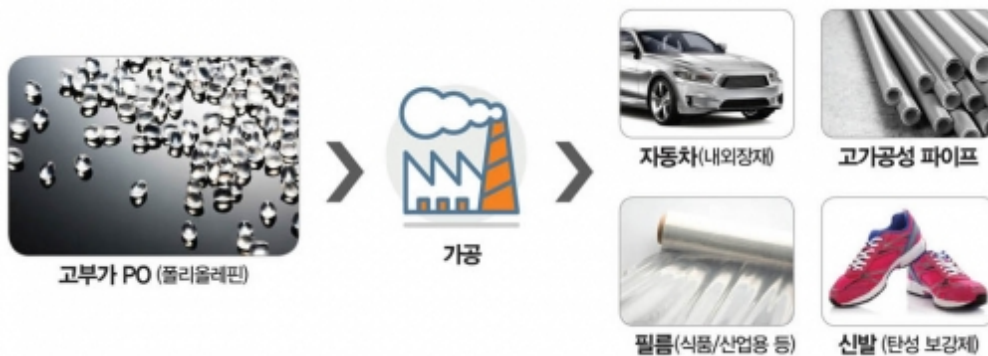 자동차(내외장재)
고가공성 파이프
고부가 PO (폴리올레핀)
가공
필름(식품/산업용 등)
신발 (탄성 보강제)